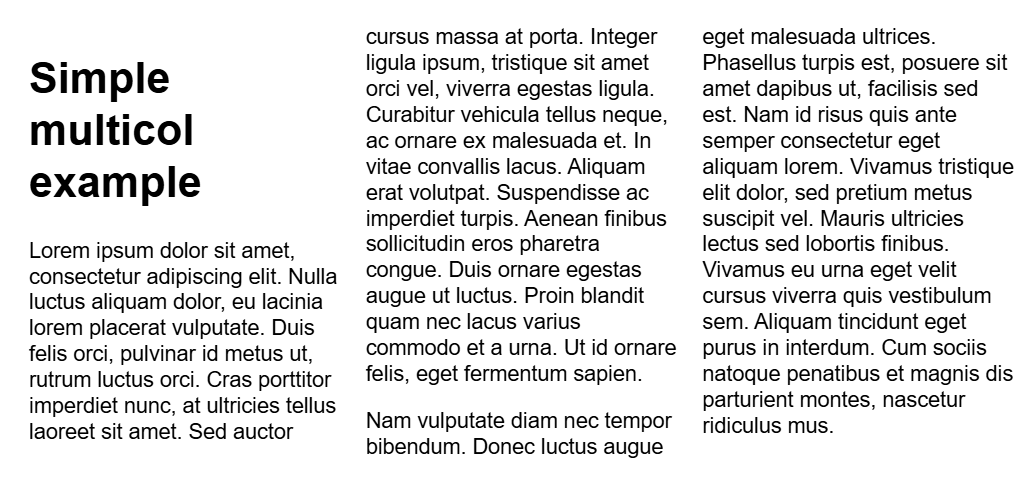 Simple
multicol
example
Lorem ipsum dolor sit amet,
consectetur adipiscing elit. Nulla
luctus aliquam dolor, eu lacinia
lorem placerat vulputate. Duis
felis orci, pulvinar id metus ut,
rutrum luctus orci. Cras porttitor
imperdiet nunc, at ultricies tellus
laoreet sit amet. Sed auctor
cursus massa at porta. Integer
ligula ipsum, tristique sit amet
orci vel, viverra egestas ligula.
Curabitur vehicula tellus neque,
ac ornare ex malesuada et. In
vitae convallis lacus. Aliquam
erat volutpat. Suspendisse ac
imperdiet turpis. Aenean finibus
sollicitudin eros pharetra
congue. Duis ornare egestas
augue ut luctus. Proin blandit
quam nec lacus varius
commodo et a urna. Ut id ornare
felis, eget fermentum sapien.
Nam vulputate diam nec tempor
bibendum. Donec luctus augue
eget malesuada ultrices.
Phasellus turpis est, posuere sit
amet dapibus ut, facilisis sed
est. Nam id risus quis ante
semper consectetur eget
aliquam lorem. Vivamus tristique
elit dolor, sed pretium metus
suscipit vel. Mauris ultricies
lectus sed lobortis finibus.
Vivamus eu urna eget velit
cursus viverra quis vestibulum
sem. Aliquam tincidunt eget
purus in interdum. Cum sociis
natoque penatibus et magnis dis
parturient montes, nascetur
ridiculus mus.